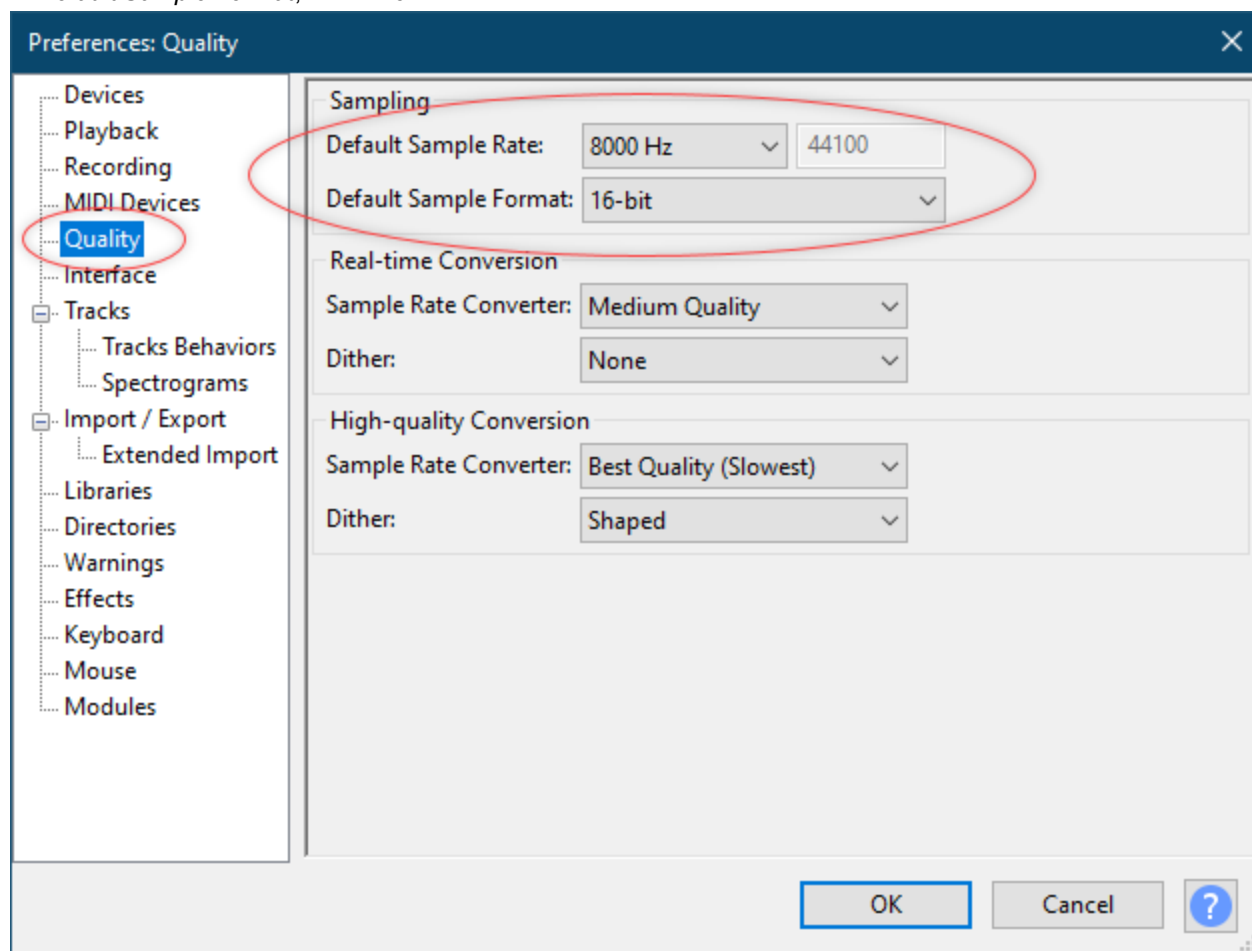 Preferences: Quality
Devices
Playback
Recording
MIDI Devices
Quality
Interface
Tracks
Tracks Behaviors
Spectrograms
Import / Export
Extended Import
Libraries
Directories
Warnings
Effects
Keyboard
Mouse
Modules
Sampling
Default Sample Rate: 8000 Hz 44100
Default Sample Format: 16-bit
Real-time Conversion
Sample Rate Converter: Medium Quality
Dither: None
High-quality Conversion
Sample Rate Converter: Best Quality (Slowest)
Dither: Shaped
OK Cancel ?